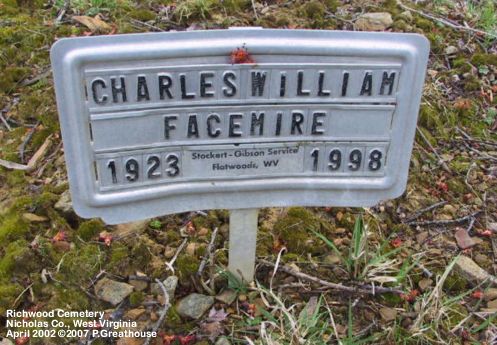 CHARLES WILLIAM
FACEMIRE
1923 Stockert-Gibson Service 1998
Flatwoods, WV
Richwood Cemetery
Nicholas Co., West Virginia
April 2002 ©2007 P.Greathouse